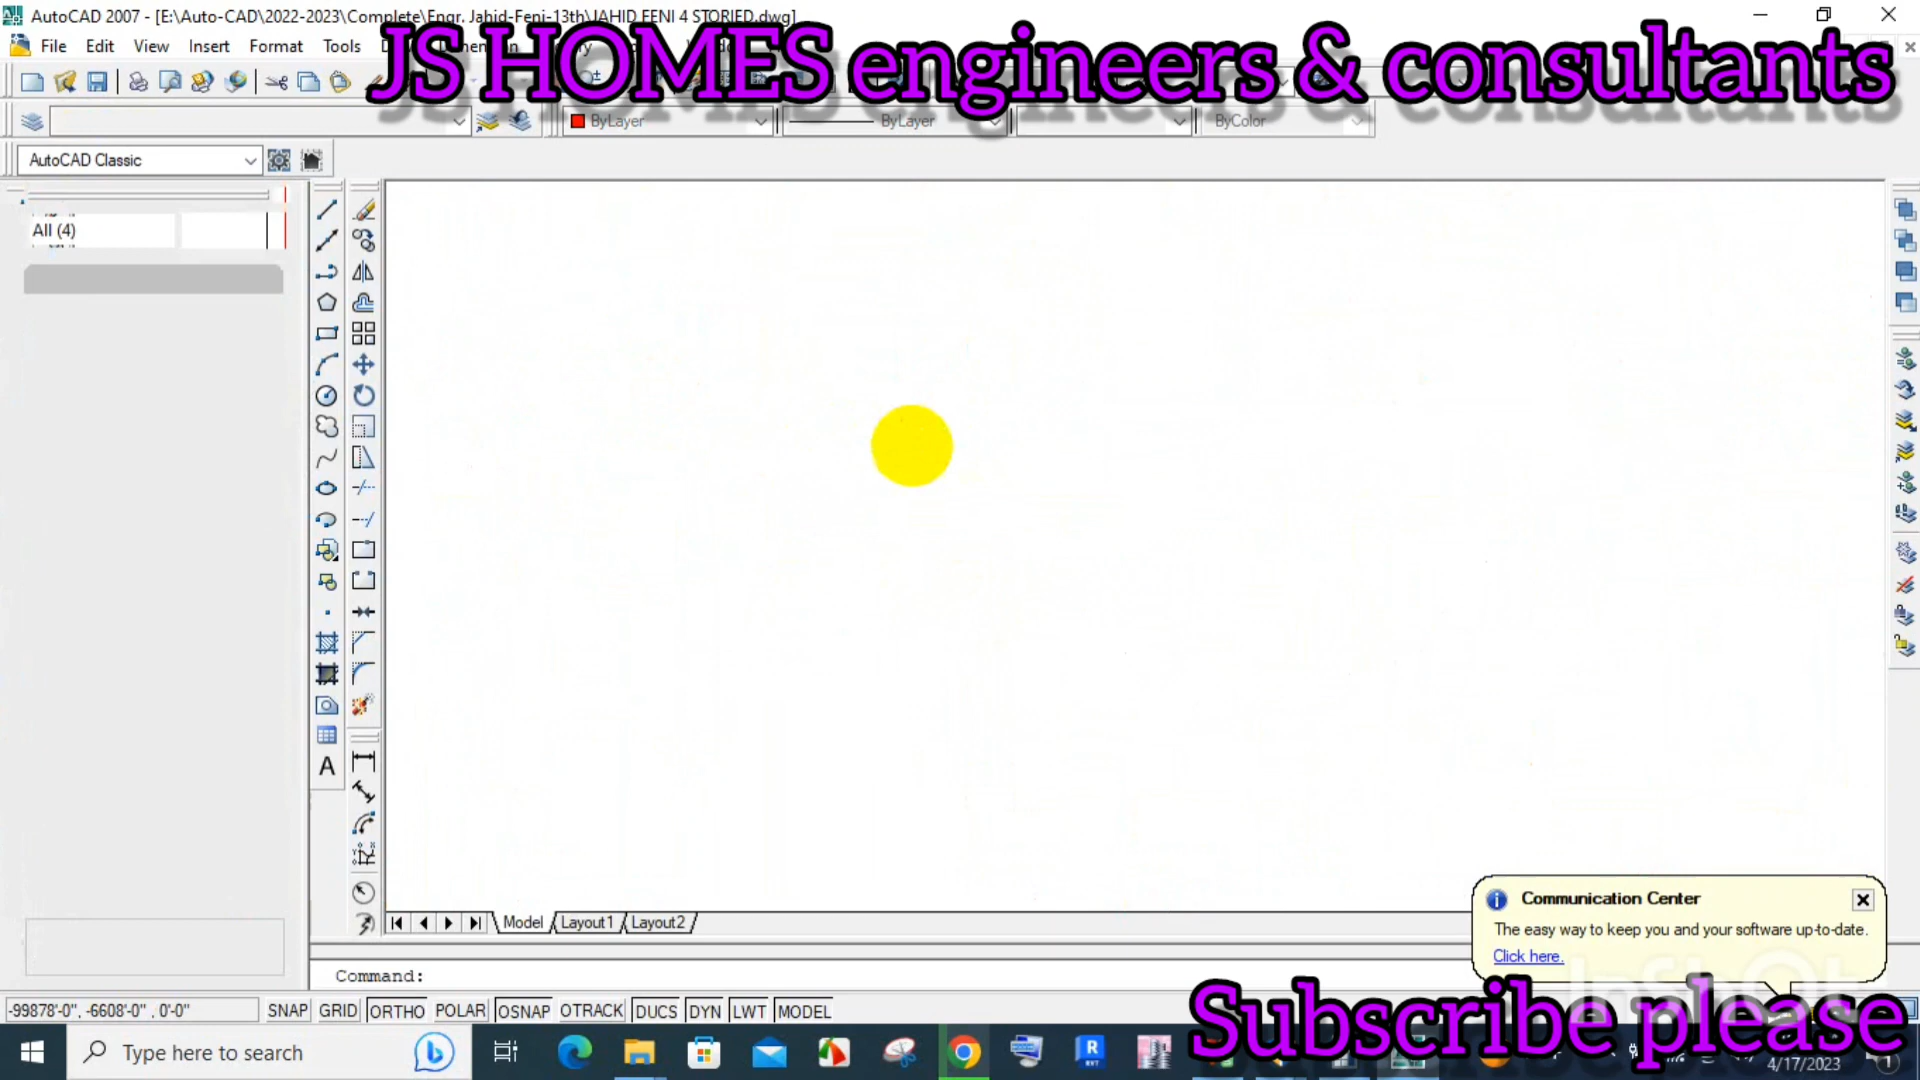 AutoCAD 2007 - [E:\Auto-CAD\2022-2023\Complete\Engr. Jahid-Feni-13th\JAHID FENI 4 STORIED.dwg]
File Edit View Insert Format Tools
JS HOMES engineers & consultants
ByLayer
ByLayer
ByColor
AutoCAD Classic
All (4)
A
Model
Layout1
Layout2
Communication Center
The easy way to keep you and your software up-to-date.
Click here.
Command:
InShOt
-99878'-0", -6608'-0" , 0'-0"
SNAP GRID ORTHO POLAR OSNAP OTRACK DUCS DYN LWT MODEL
Subscribe please
Type here to search
R
RVT
4/17/2023
1